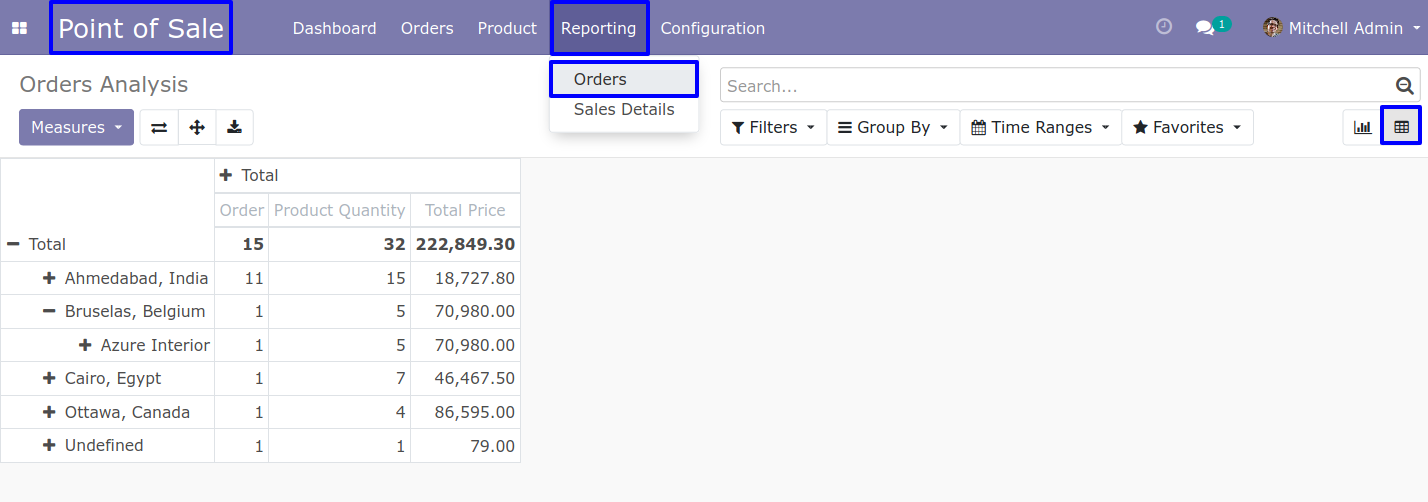 Point of Sale Dashboard Orders Product Reporting Configuration 1 Mitchell Admin
Orders Analysis
Orders
Sales Details
Search...
Measures
Filters Group By Time Ranges Favorites
Total
Order Product Quantity Total Price
Total 15 32 222,849.30
Ahmedabad, India 11 15 18,727.80
Bruselas, Belgium 1 5 70,980.00
Azure Interior 1 5 70,980.00
Cairo, Egypt 1 7 46,467.50
Ottawa, Canada 1 4 86,595.00
Undefined 1 1 79.00